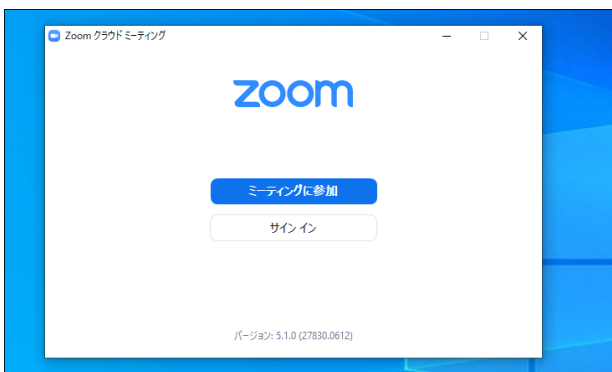 Zoom クラウド ミーティング
zoom
ミーティングに参加
サイン イン
バージョン: 5.1.0 (27830.0612)